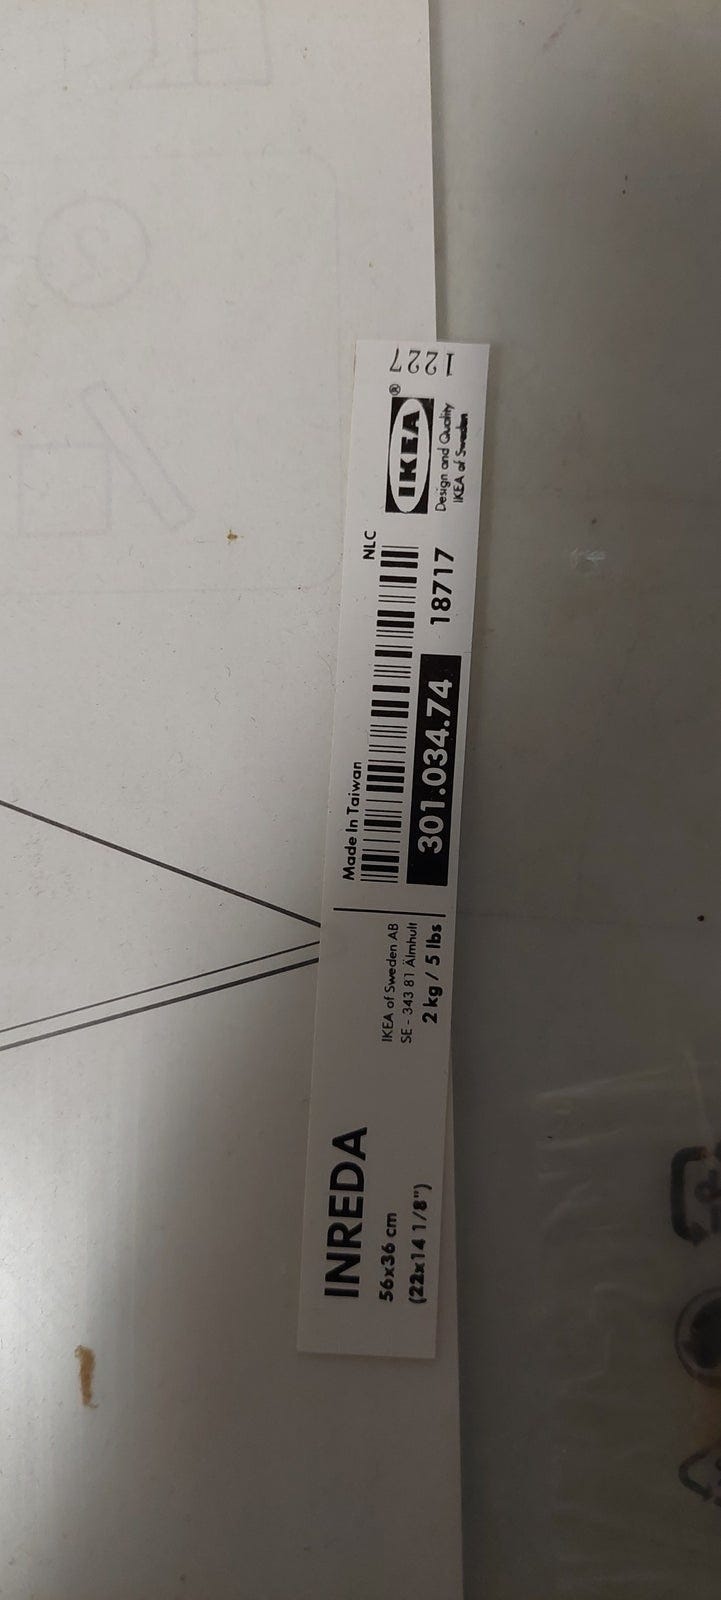 INREDA
56x36 cm
(22x14 1/8")
IKEA of Sweden AB
SE - 343 81 Älmhult
2 kg / 5 lbs
Made In Taiwan
NLC
301.034.74
18717
IKEA®
Design and Quality
IKEA of Sweden
1227
2